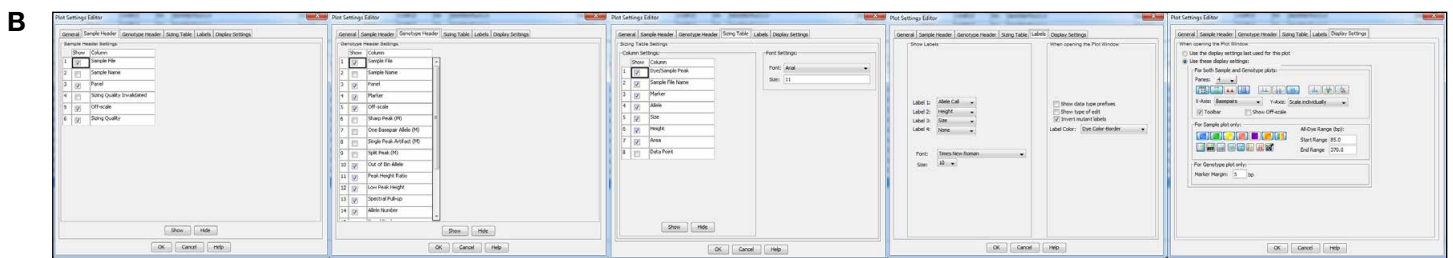 B
Plot Settings Editor
General Sample Header Genotype Header Sizing Table Labels Display Settings
Sample Header Settings
Show Column
1 Sample File
2 Sample Name
3 Panel
4 Sizing Quality Invalidated
5 Off-scale
6 Sizing Quality
Show Hide
OK Cancel Help
Plot Settings Editor
General Sample Header Genotype Header Sizing Table Labels Display Settings
Genotype Header Settings
Show Column
1 Sample File
2 Sample Name
3 Panel
4 Marker
5 Off-scale
6 Sharp Peak (M)
7 One Basepair Allele (M)
8 Single Peak Artifact (M)
9 Split Peak (M)
10 Out of Bin Allele
11 Peak Height Ratio
12 Low Peak Height
13 Spectral Pull-up
14 Allele Number
Show Hide
OK Cancel Help
Plot Settings Editor
General Sample Header Genotype Header Sizing Table Labels Display Settings
Sizing Table Settings
Column Settings:
Show Column
1 Dye/Sample Peak
2 Sample File Name
3 Marker
4 Allele
5 Size
6 Height
7 Area
8 Data Point
Show Hide
Font Settings:
Font: Arial
Size: 11
OK Cancel Help
Plot Settings Editor
General Sample Header Genotype Header Sizing Table Labels Display Settings
Show Labels
Label 1: Allele Call
Label 2: Height
Label 3: Size
Label 4: None
Font: Times New Roman
Size: 10
When opening the Plot Window
Show data type prefixes
Show type of edit
Invert mutant labels
Label Color: Dye Color-Border
OK Cancel Help
Plot Settings Editor
General Sample Header Genotype Header Sizing Table Labels Display Settings
When opening the Plot Window
Use the display settings last used for this plot
Use these display settings:
For both Sample and Genotype plots:
Panes: 4
X-Axis: Basepairs Y-Axis: Scale Individually
Toolbar Show Off-scale
For Sample plot only:
All-Dye Range (bp):
Start Range
End Range 370.0
For Genotype plot only:
Marker Margin: 5 bp
OK Cancel Help